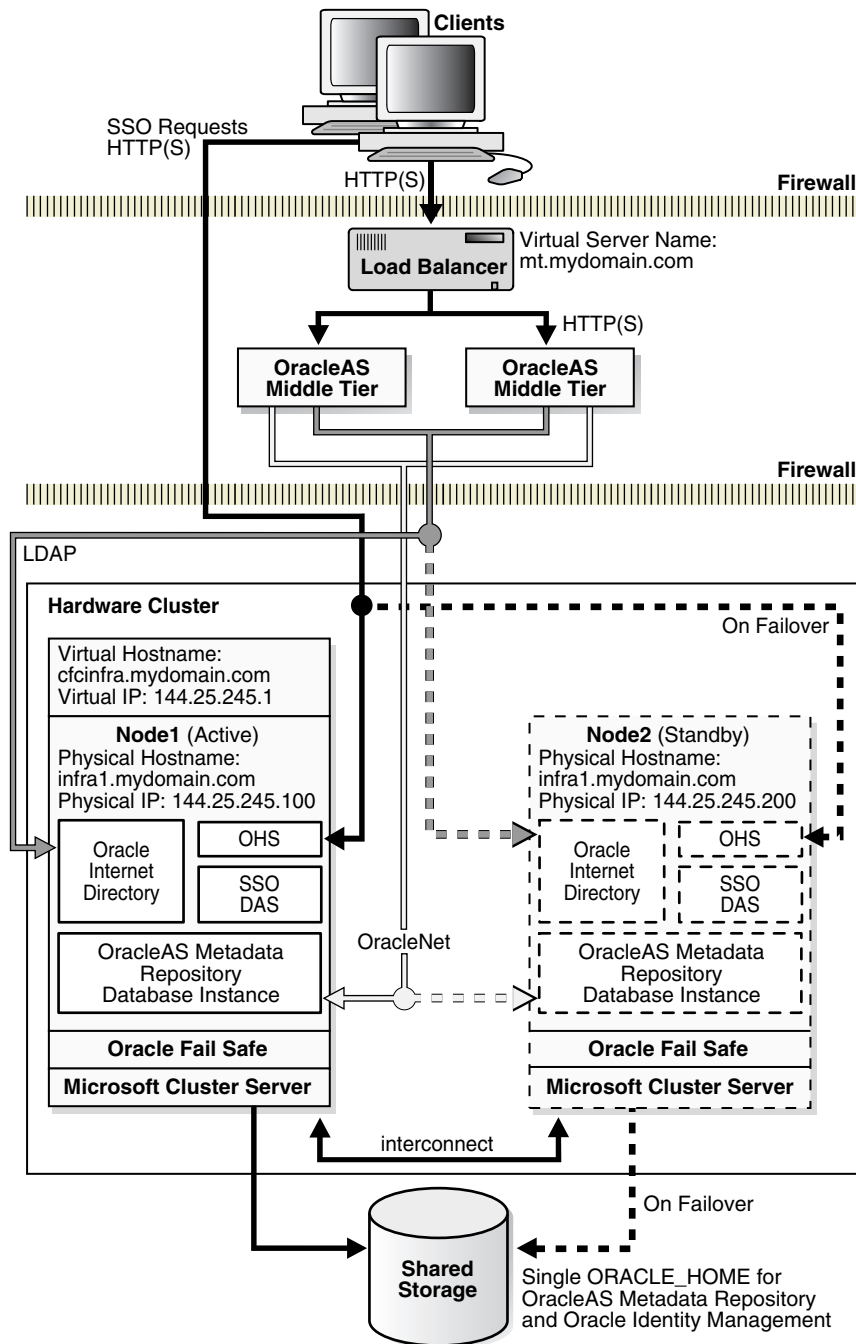 Clients
SSO Requests
HTTP(S)
HTTP(S)
Firewall
Virtual Server Name:
mt.mydomain.com
Load Balancer
HTTP(S)
OracleAS
Middle Tier
OracleAS
Middle Tier
Firewall
LDAP
Hardware Cluster
On Failover
Virtual Hostname:
cfcinfra.mydomain.com
Virtual IP: 144.25.245.1
Node1 (Active)
Physical Hostname:
infra1.mydomain.com
Physical IP: 144.25.245.100
Oracle
Internet
Directory
OHS
SSO
DAS
OracleAS Metadata
Repository
Database Instance
Oracle Fail Safe
Microsoft Cluster Server
OracleNet
Node2 (Standby)
Physical Hostname:
infra1.mydomain.com
Physical IP: 144.25.245.200
Oracle
Internet
Directory
OHS
SSO
DAS
OracleAS Metadata
Repository
Database Instance
Oracle Fail Safe
Microsoft Cluster Server
interconnect
On Failover
Shared
Storage
Single ORACLE_HOME for
OracleAS Metadata Repository
and Oracle Identity Management